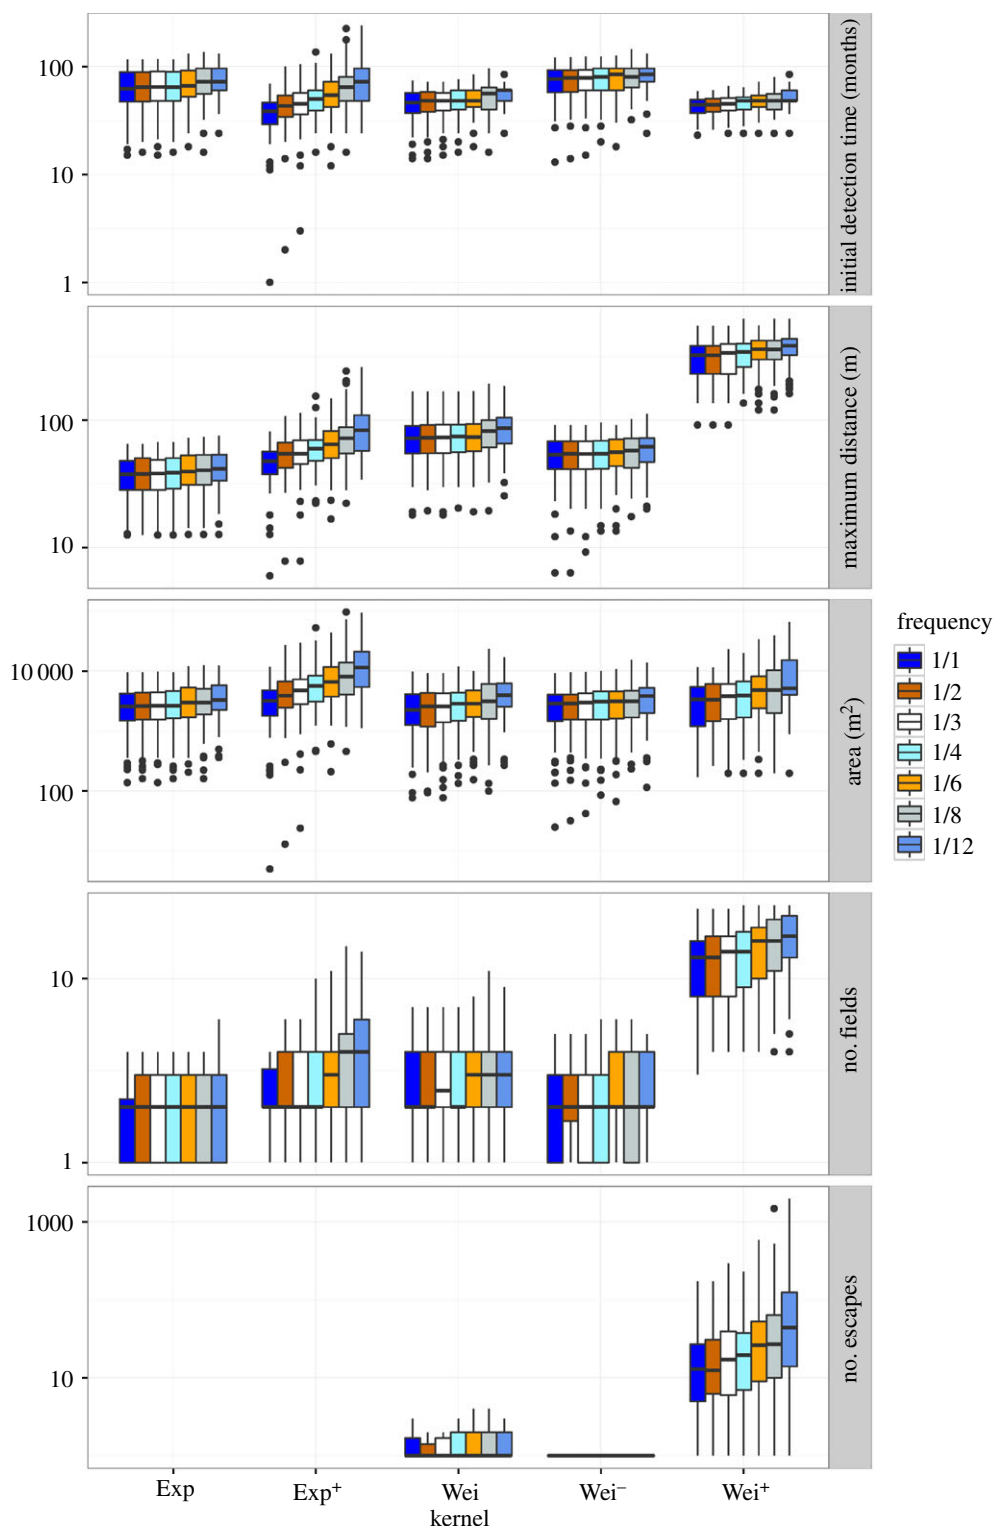 100
10
1
initial detection time (months)
100
10
maximum distance (m)
10 000
100
area (m²)
10
1
no. fields
1000
10
no. escapes
Exp
Exp⁺
Wei
Wei⁻
Wei⁺
kernel
frequency
1/1
1/2
1/3
1/4
1/6
1/8
1/12